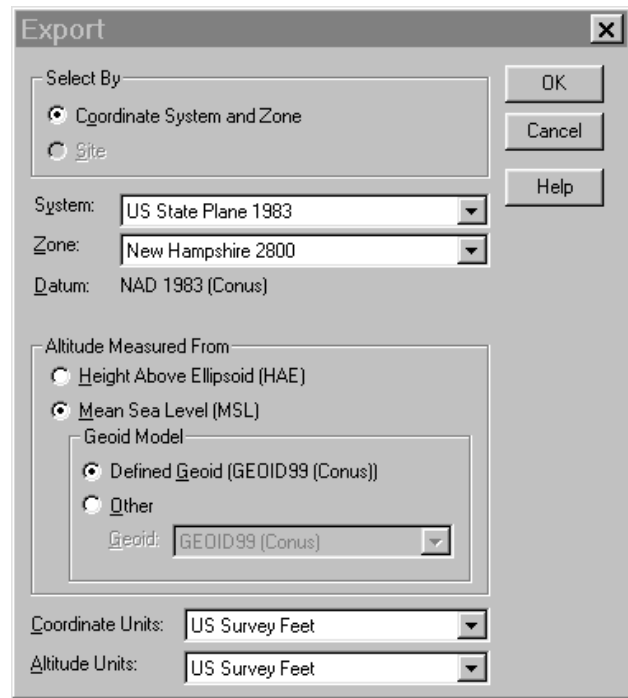 Export
Select By
Coordinate System and Zone
Site
OK
Cancel
Help
System: US State Plane 1983
Zone: New Hampshire 2800
Datum: NAD 1983 (Conus)
Altitude Measured From
Height Above Ellipsoid (HAE)
Mean Sea Level (MSL)
Geoid Model
Defined Geoid (GEOID99 (Conus))
Other
Geoid: GEOID99 (Conus)
Coordinate Units: US Survey Feet
Altitude Units: US Survey Feet